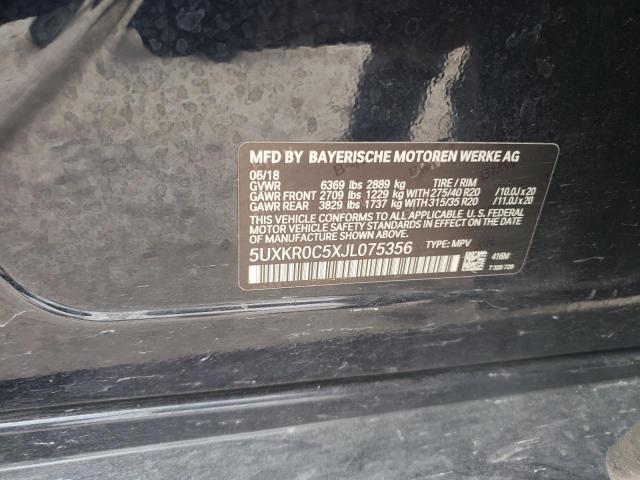 MFD BY BAYERISCHE MOTOREN WERKE AG
06/18
GVWR 6369 lbs 2889 kg TIRE / RIM
GAWR FRONT 2709 lbs 1229 kg WITH 275/40 R20 /10.0J x 20
GAWR REAR 3829 lbs 1737 kg WITH 315/35 R20 /11.0J x 20
THIS VEHICLE CONFORMS TO ALL APPLICABLE U. S. FEDERAL
MOTOR VEHICLE SAFETY STANDARDS IN EFFECT ON THE DATE OF
MANUFACTURE SHOWN ABOVE.
5UXKR0C5XJL075356 TYPE: MPV
416M
7 320 729